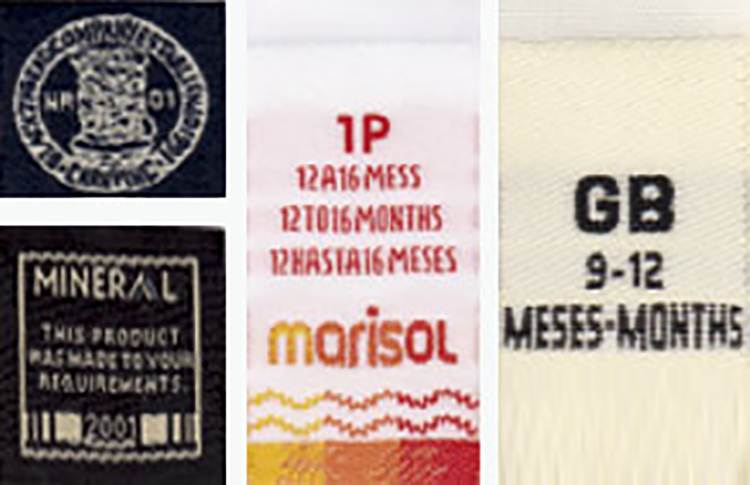 NR 01
MINERAL
THIS PRODUCT
WAS MADE TO YOUR
REQUIREMENTS.
2001
1P
12A16MESS
12TO16MONTHS
12HASTA16MESES
marisol
GB
9-12
MESES-MONTHS